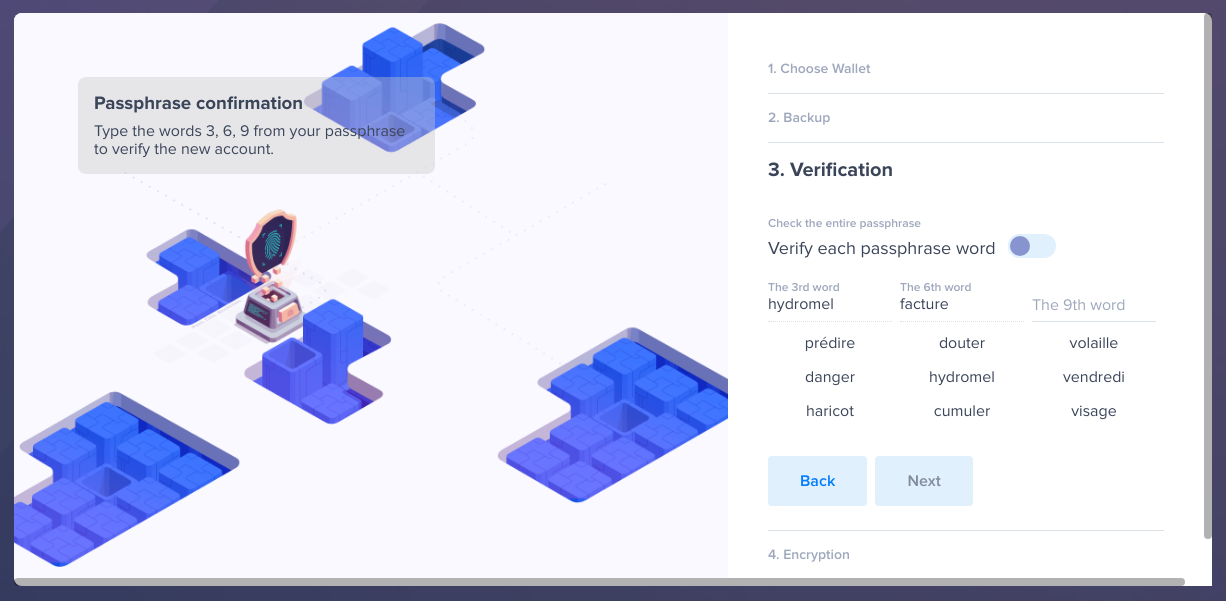 Passphrase confirmation
Type the words 3, 6, 9 from your passphrase
to verify the new account.
1. Choose Wallet
2. Backup
3. Verification
Check the entire passphrase
Verify each passphrase word
The 3rd word
hydromel
The 6th word
facture
The 9th word
prédire douter volaille
danger hydromel vendredi
haricot cumuler visage
Back Next
4. Encryption